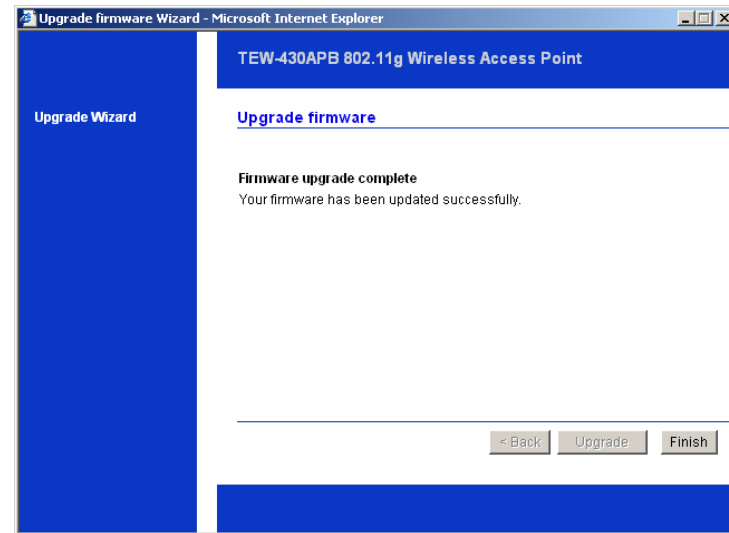 Upgrade firmware Wizard - Microsoft Internet Explorer
TEW-430APB 802.11g Wireless Access Point
Upgrade Wizard
Upgrade firmware
Firmware upgrade complete
Your firmware has been updated successfully.
< Back Upgrade Finish